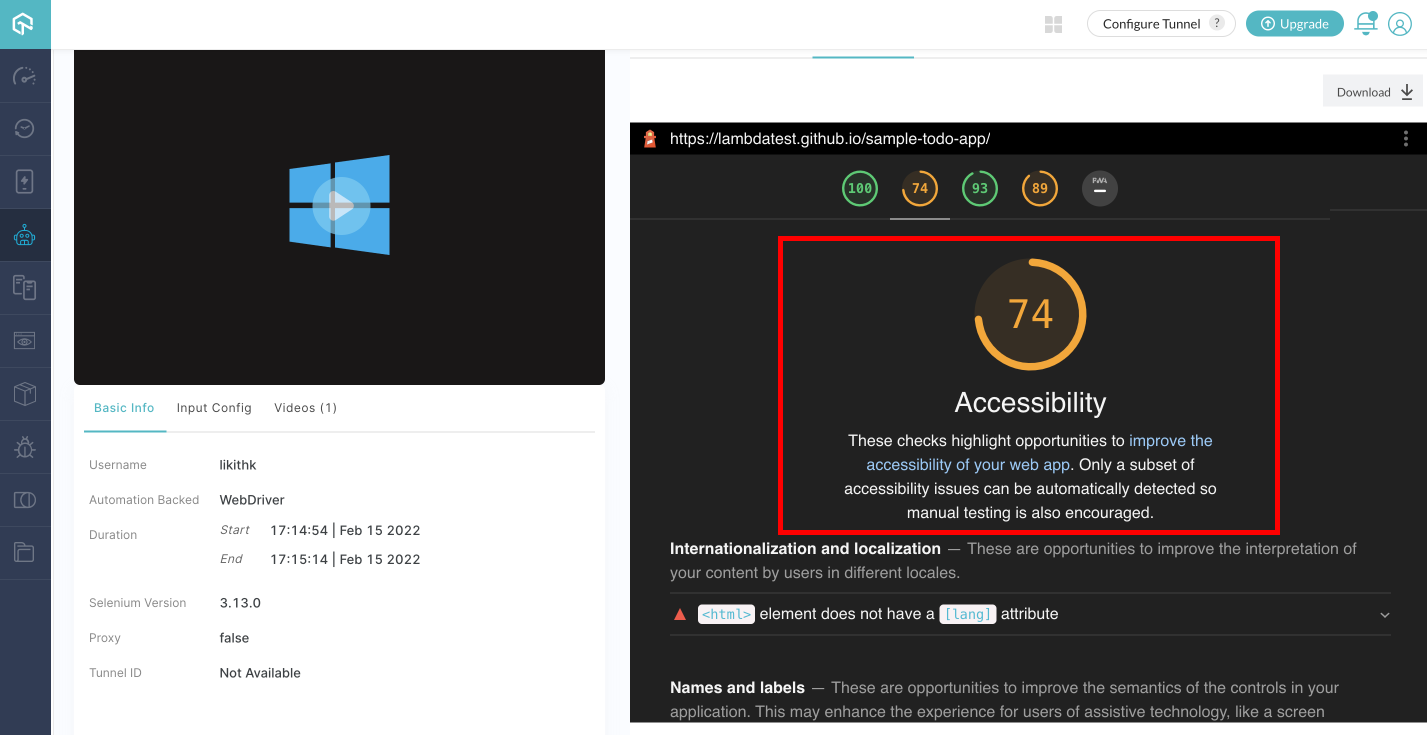 Configure Tunnel ?
Upgrade
Download
https://lambdatest.github.io/sample-todo-app/
100
74
93
89
PWA
74
Accessibility
These checks highlight opportunities to improve the
accessibility of your web app. Only a subset of
accessibility issues can be automatically detected so
manual testing is also encouraged.
Internationalization and localization — These are opportunities to improve the interpretation of
your content by users in different locales.
<html> element does not have a [lang] attribute
Names and labels — These are opportunities to improve the semantics of the controls in your
application. This may enhance the experience for users of assistive technology, like a screen
Basic Info
Input Config
Videos (1)
Username likithk
Automation Backed WebDriver
Duration Start 17:14:54 | Feb 15 2022
End 17:15:14 | Feb 15 2022
Selenium Version 3.13.0
Proxy false
Tunnel ID Not Available